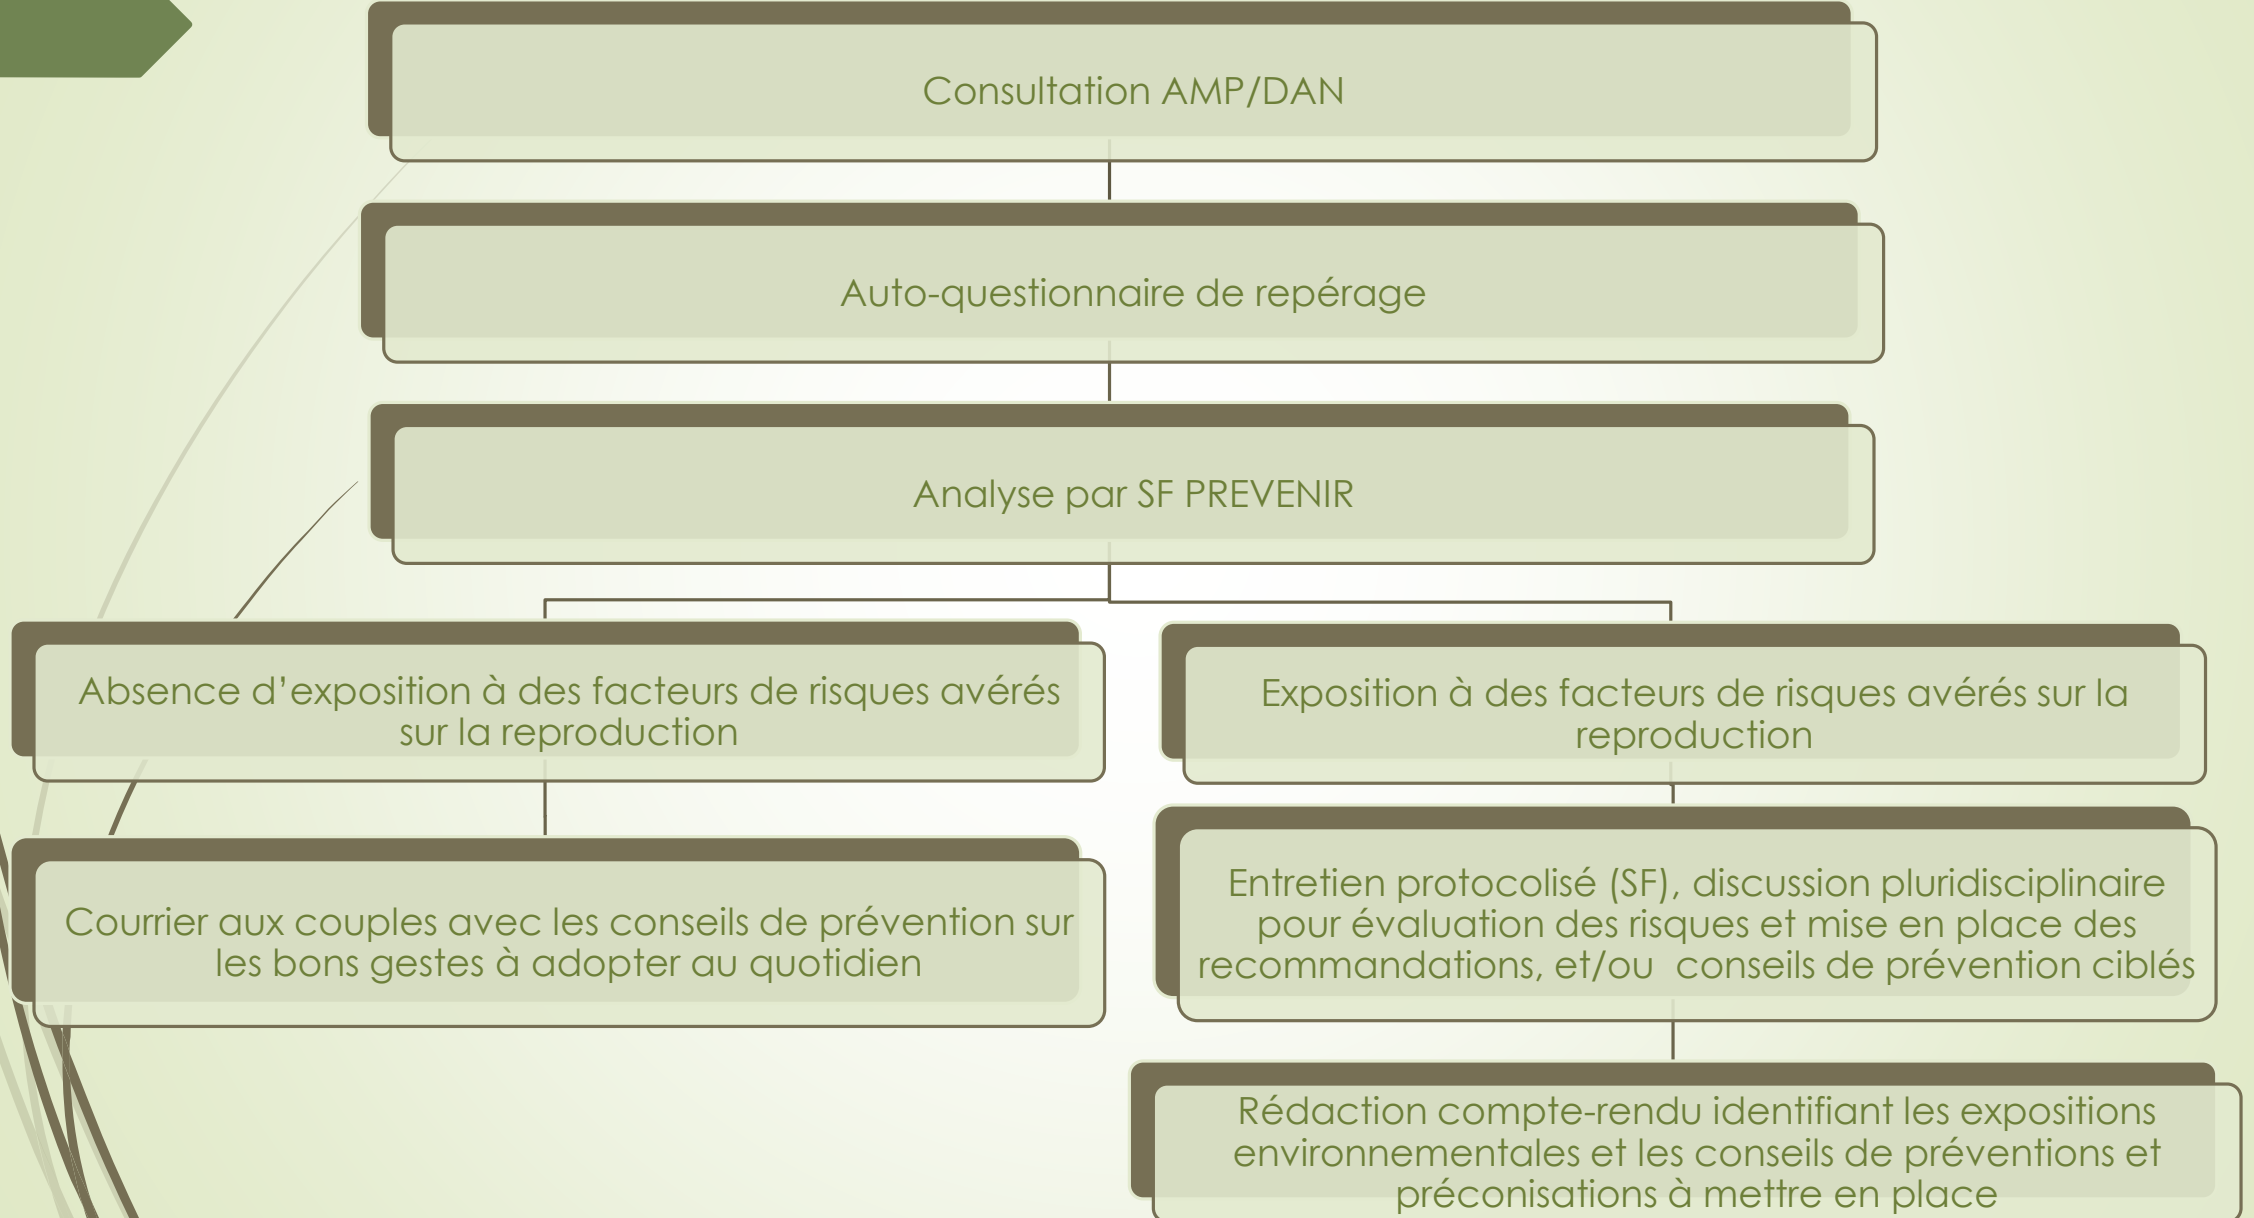 Consultation AMP/DAN
Auto-questionnaire de repérage
Analyse par SF PREVENIR
Absence d’exposition à des facteurs de risques avérés
sur la reproduction
Exposition à des facteurs de risques avérés sur la
reproduction
Courrier aux couples avec les conseils de prévention sur
les bons gestes à adopter au quotidien
Entretien protocolisé (SF), discussion pluridisciplinaire
pour évaluation des risques et mise en place des
recommandations, et/ou  conseils de prévention ciblés
Rédaction compte-rendu identifiant les expositions
environnementales et les conseils de préventions et
préconisations à mettre en place